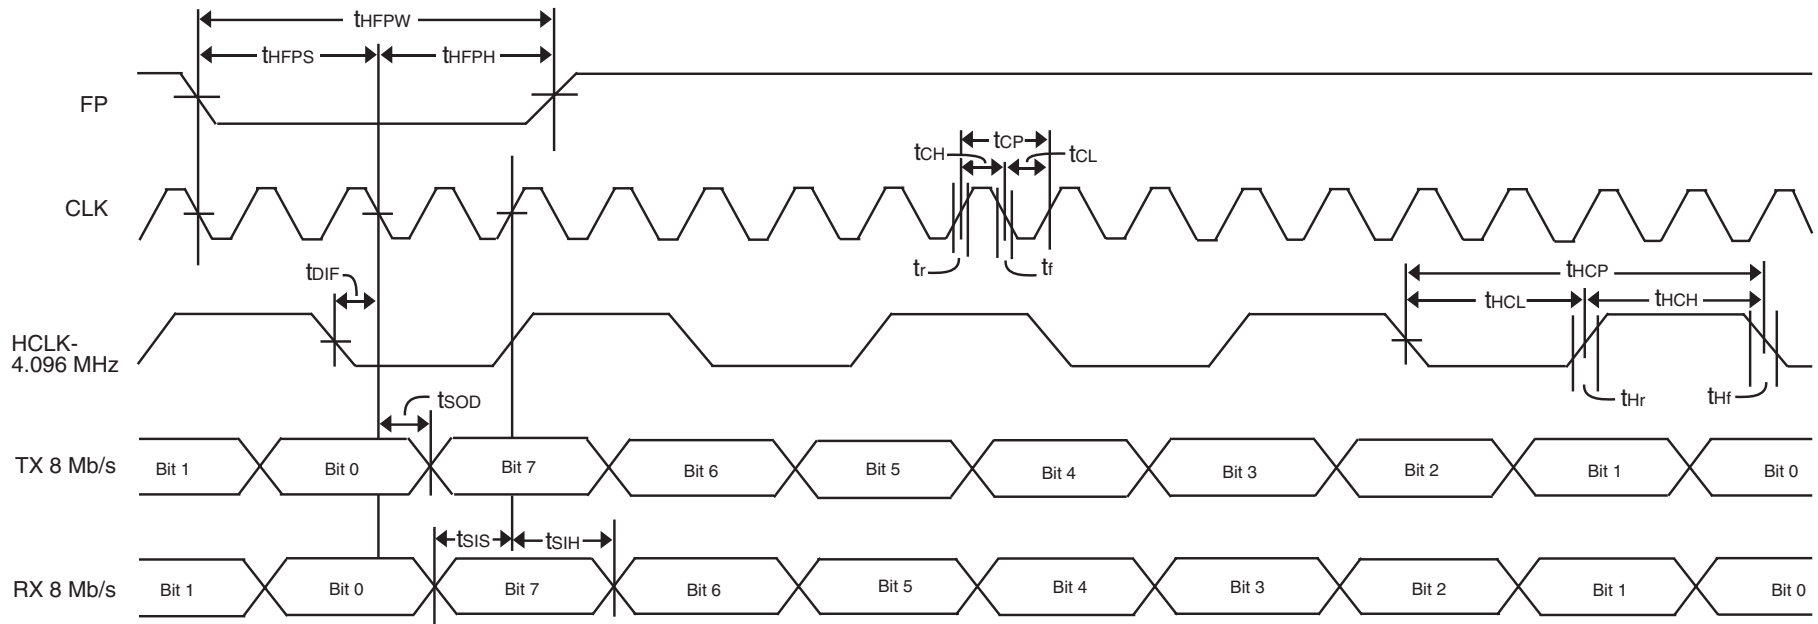 tHFPW
tHFPS
tHFPH
FP
tCP
tCH
tCL
CLK
tr
tf
tDIF
tHCP
tHCL
tHCH
HCLK-
4.096 MHz
tHr
tHf
tSOD
TX 8 Mb/s
Bit 1 Bit 0 Bit 7 Bit 6 Bit 5 Bit 4 Bit 3 Bit 2 Bit 1 Bit 0
tSIS
tSIH
RX 8 Mb/s
Bit 1 Bit 0 Bit 7 Bit 6 Bit 5 Bit 4 Bit 3 Bit 2 Bit 1 Bit 0